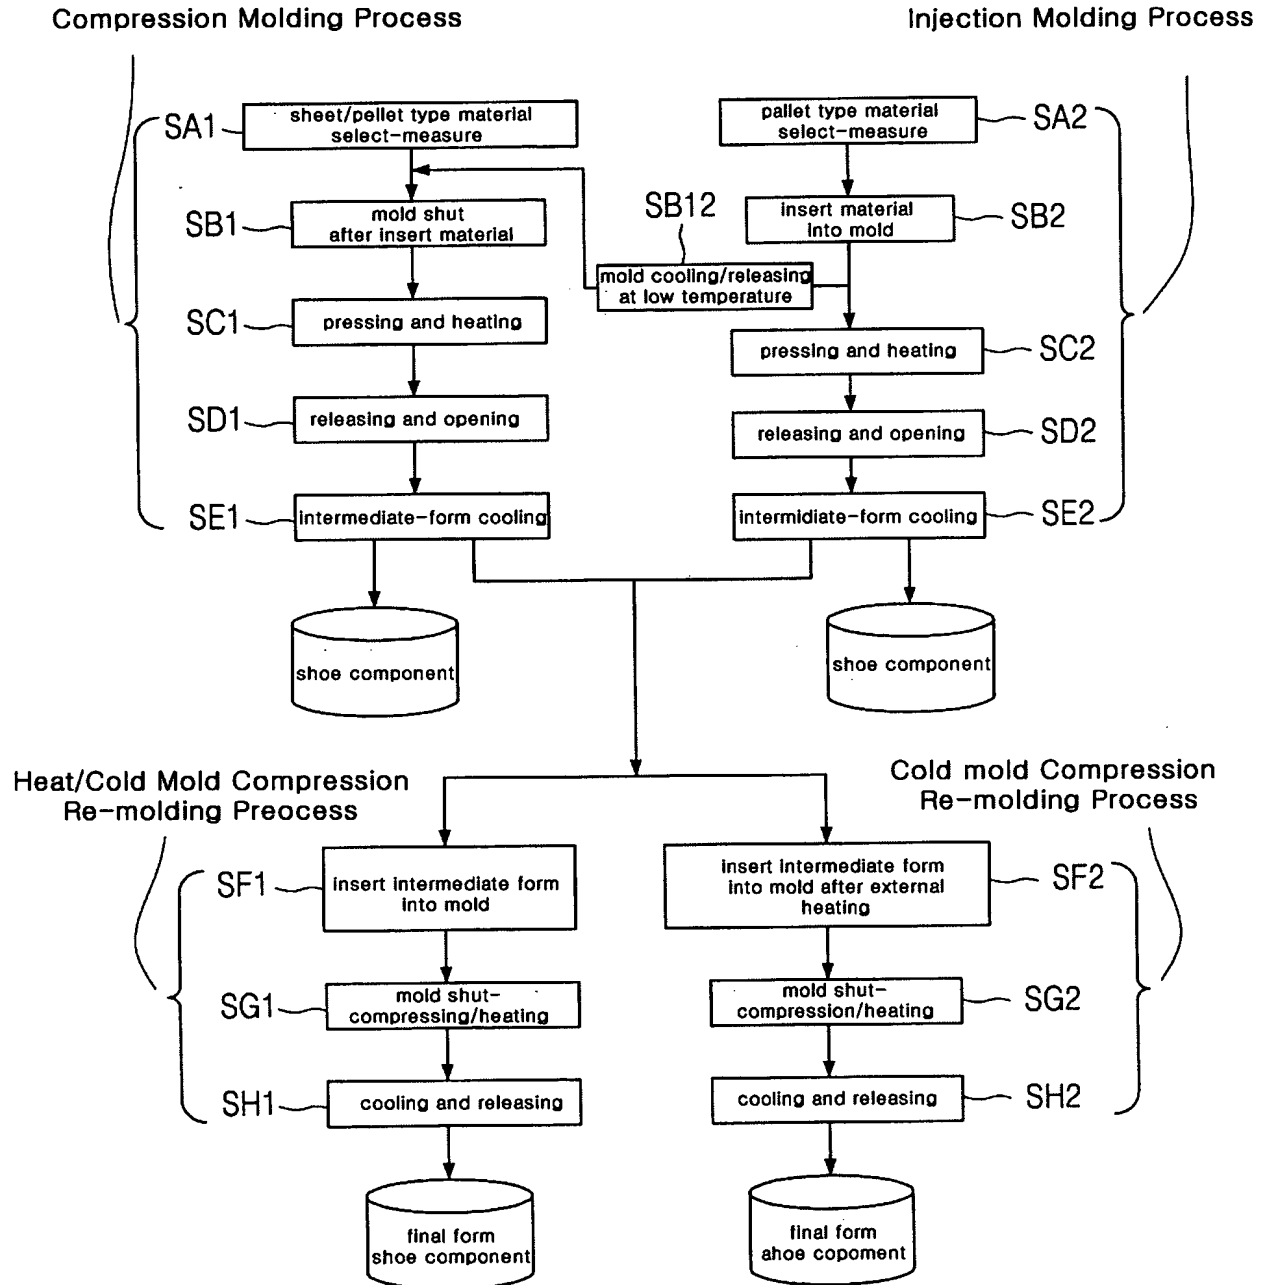 Compression Molding Process
Injection Molding Process
SA1
sheet/pellet type material
select-measure
pallet type material
select-measure
SA2
SB1
mold shut
after insert material
SB12
mold cooling/releasing
at low temperature
insert material
into mold
SB2
SC1
pressing and heating
pressing and heating
SC2
SD1
releasing and opening
releasing and opening
SD2
SE1
intermediate-form cooling
intermidiate-form cooling
SE2
shoe component
shoe component
Heat/Cold Mold Compression
Re-molding Preocess
Cold mold Compression
Re-molding Process
SF1
insert intermediate form
into mold
insert intermediate form
into mold after external
heating
SF2
SG1
mold shut-
compressing/heating
mold shut-
compression/heating
SG2
SH1
cooling and releasing
cooling and releasing
SH2
final form
shoe component
final form
ahoe copoment